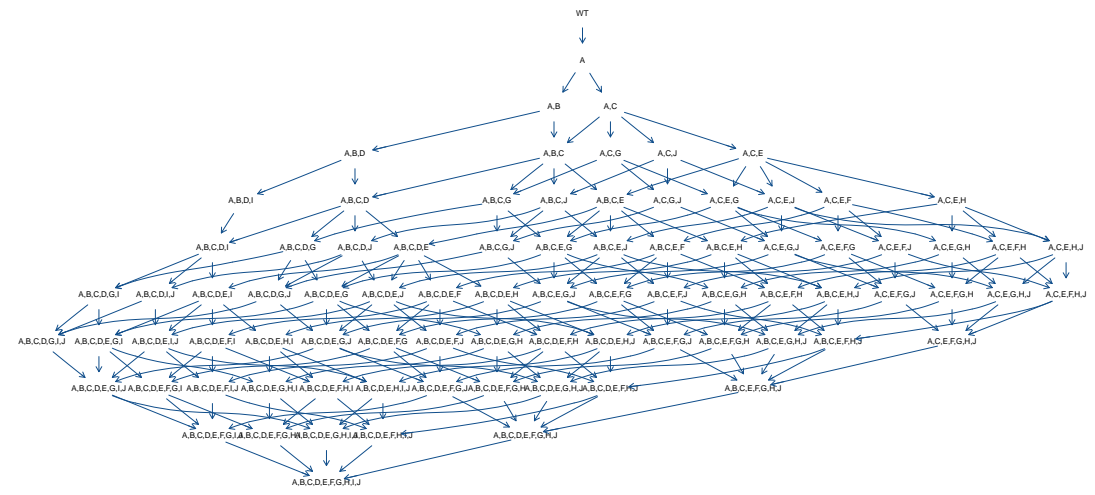 WT
A
A,B A,C
A,B,D A,B,C A,C,G A,C,J A,C,E
A,B,D,I A,B,C,D A,B,C,G A,B,C,J A,B,C,E A,C,G,J A,C,E,G A,C,E,J A,C,E,F A,C,E,H
A,B,C,D,I A,B,C,D,G A,B,C,D,J A,B,C,D,E A,B,C,G,J A,B,C,E,G A,B,C,E,J A,B,C,E,F A,B,C,E,H A,C,E,G,J A,C,E,F,G A,C,E,F,J A,C,E,G,H A,C,E,F,H A,C,E,H,J
A,B,C,D,G,I A,B,C,D,I,J A,B,C,D,E,I A,B,C,D,G,J A,B,C,D,E,G A,B,C,D,E,J A,B,C,D,E,F A,B,C,D,E,H A,B,C,E,G,J A,B,C,E,F,G A,B,C,E,F,J A,B,C,E,G,H A,B,C,E,F,H A,B,C,E,H,J A,C,E,F,G,J A,C,E,F,G,H A,C,E,G,H,J A,C,E,F,H,J
A,B,C,D,G,I,J A,B,C,D,E,G,I A,B,C,D,E,I,J A,B,C,D,E,F,I A,B,C,D,E,H,I A,B,C,D,E,G,J A,B,C,D,E,F,G A,B,C,D,E,F,J A,B,C,D,E,G,H A,B,C,D,E,F,H A,B,C,D,E,H,J A,B,C,E,F,G,J A,B,C,E,F,G,H A,B,C,E,G,H,J A,B,C,E,F,H,J A,C,E,F,G,H,J
A,B,C,D,E,G,I,J A,B,C,D,E,F,G,I A,B,C,D,E,F,I,J A,B,C,D,E,G,H,I A,B,C,D,E,F,H,I A,B,C,D,E,H,I,J A,B,C,D,E,F,G,J A,B,C,D,E,F,G,H A,B,C,D,E,G,H,J A,B,C,D,E,F,H,J A,B,C,E,F,G,H,J
A,B,C,D,E,F,G,I,J A,B,C,D,E,F,G,H,I A,B,C,D,E,G,H,I,J A,B,C,D,E,F,H,I,J A,B,C,D,E,F,G,H,J
A,B,C,D,E,F,G,H,I,J